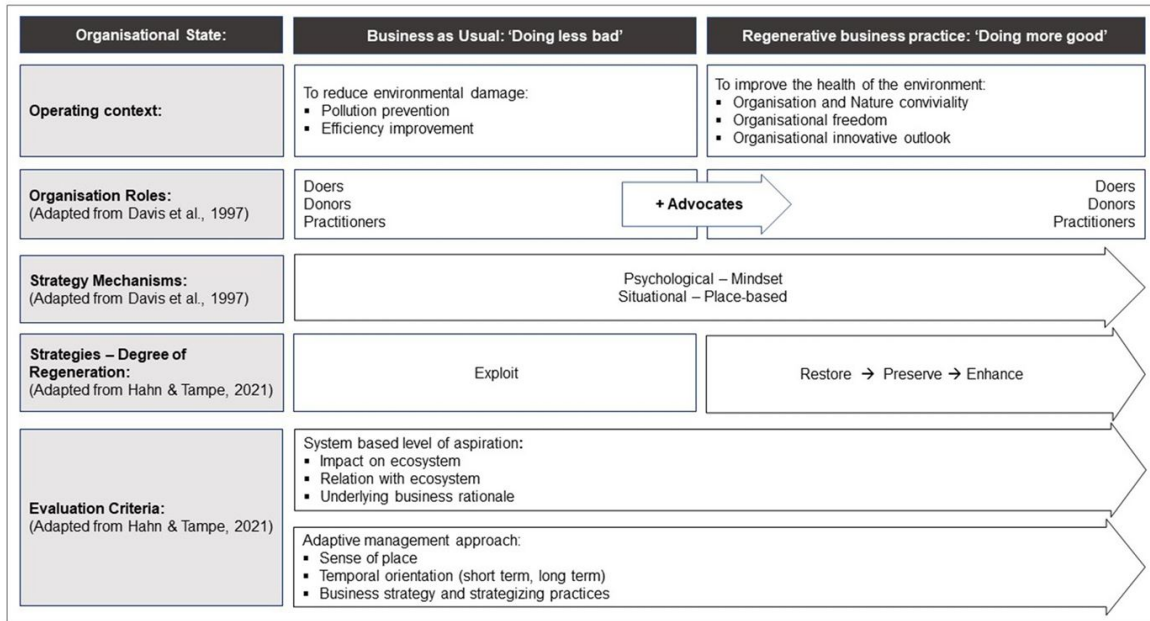 Organisational State:
Business as Usual: ‘Doing less bad’
Regenerative business practice: ‘Doing more good’
Operating context:
To reduce environmental damage:
▪ Pollution prevention
▪ Efficiency improvement
To improve the health of the environment:
▪ Organisation and Nature conviviality
▪ Organisational freedom
▪ Organisational innovative outlook
Organisation Roles:
(Adapted from Davis et al., 1997)
Doers
Donors
Practitioners
+ Advocates
Doers
Donors
Practitioners
Strategy Mechanisms:
(Adapted from Davis et al., 1997)
Psychological – Mindset
Situational – Place-based
Strategies – Degree of
Regeneration:
(Adapted from Hahn & Tampe, 2021)
Exploit
Restore → Preserve → Enhance
Evaluation Criteria:
(Adapted from Hahn & Tampe, 2021)
System based level of aspiration:
▪ Impact on ecosystem
▪ Relation with ecosystem
▪ Underlying business rationale
Adaptive management approach:
▪ Sense of place
▪ Temporal orientation (short term, long term)
▪ Business strategy and strategizing practices